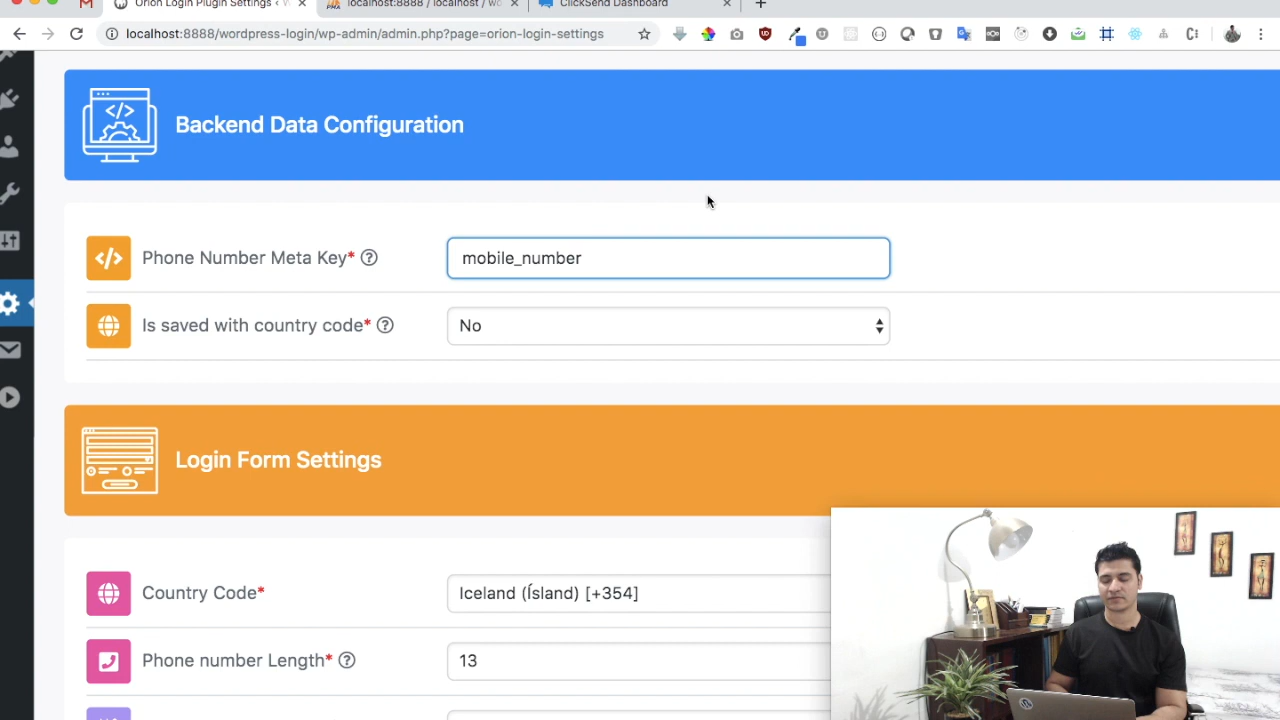 Orion Login Plugin Settings ‹
localhost:8888 / localhost /
ClickSend Dashboard
localhost:8888/wordpress-login/wp-admin/admin.php?page=orion-login-settings
Backend Data Configuration
Phone Number Meta Key* ?
mobile_number
Is saved with country code* ?
No
Login Form Settings
Country Code*
Iceland (Ísland) [+354]
Phone number Length* ?
13